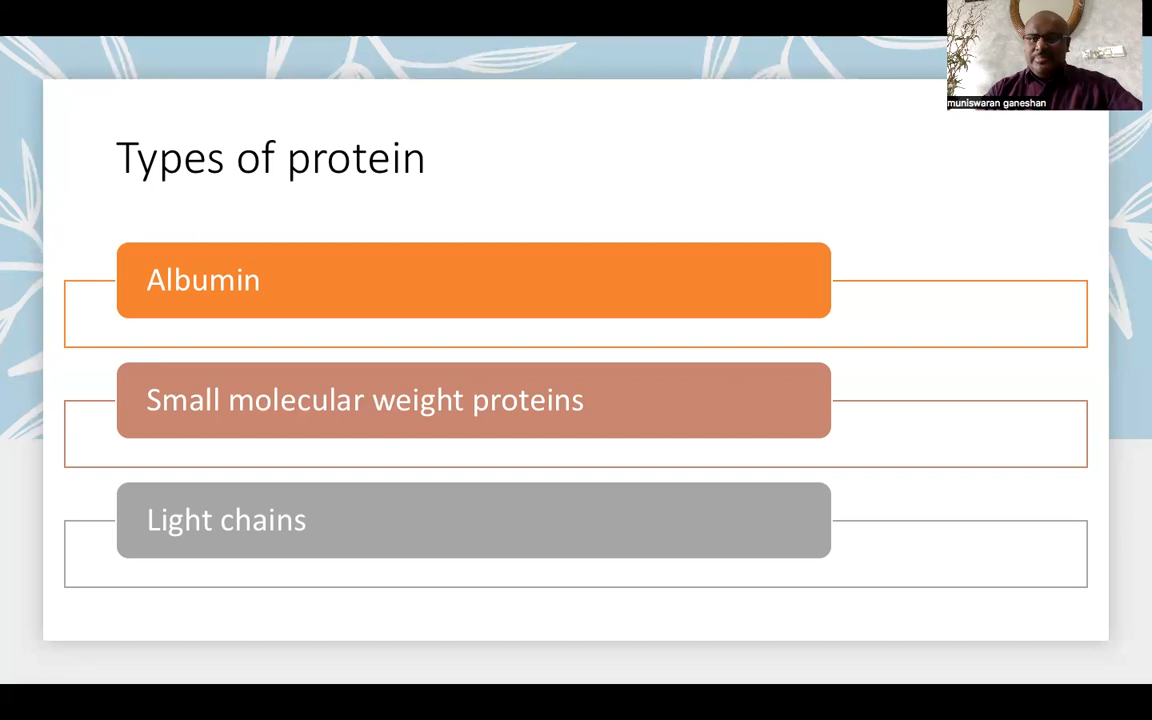 muniswaran ganeshan
Types of protein
Albumin
Small molecular weight proteins
Light chains